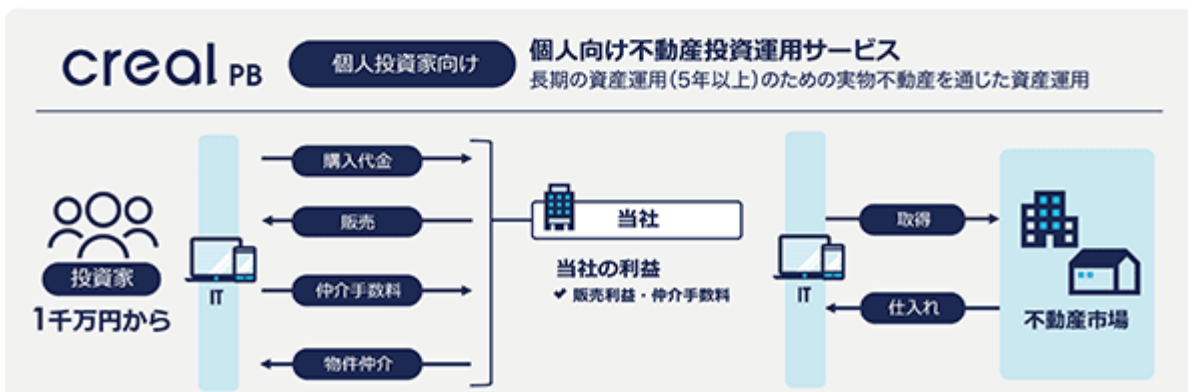 creal PB
個人投資家向け
個人向け不動産投資運用サービス
長期の資産運用(5年以上)のための実物不動産を通じた資産運用
購入代金
販売
仲介手数料
物件仲介
投資家
1千万円から
IT
当社
当社の利益
✔ 販売利益・仲介手数料
IT
取得
仕入れ
不動産市場